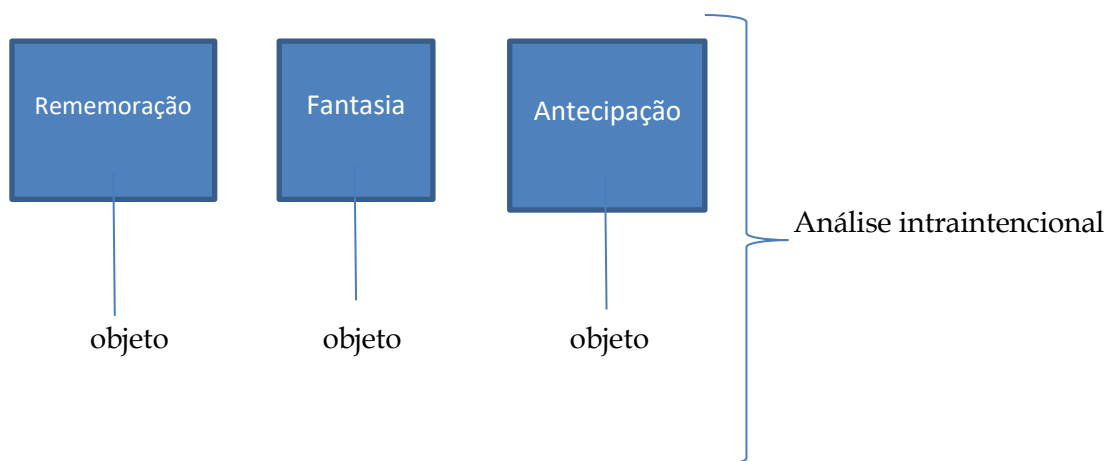 Rememoração
Fantasia
Antecipação
Análise intraintencional
objeto
objeto
objeto